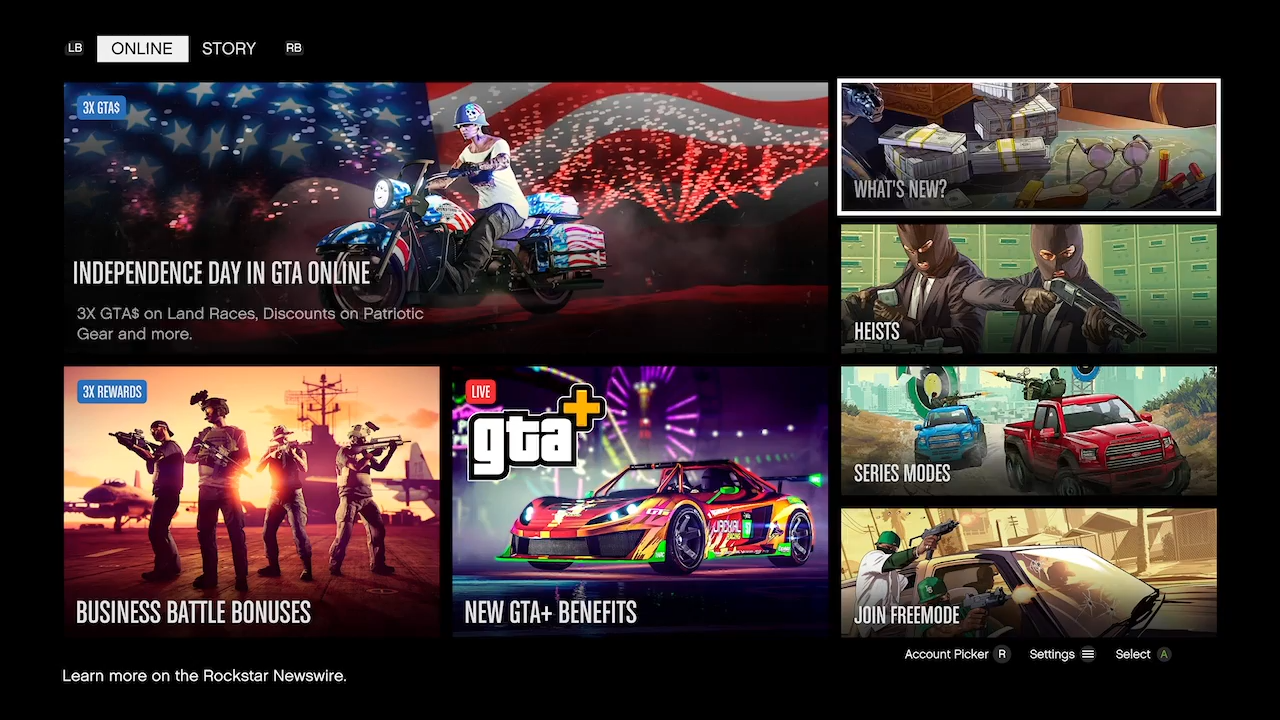 LB ONLINE STORY RB
3X GTA$
INDEPENDENCE DAY IN GTA ONLINE
3X GTA$ on Land Races, Discounts on Patriotic
Gear and more.
WHAT'S NEW?
HEISTS
3X REWARDS
BUSINESS BATTLE BONUSES
LIVE
gta+
JACKAL
RACING
NEW GTA+ BENEFITS
SERIES MODES
JOIN FREEMODE
Account Picker R Settings Select A
Learn more on the Rockstar Newswire.